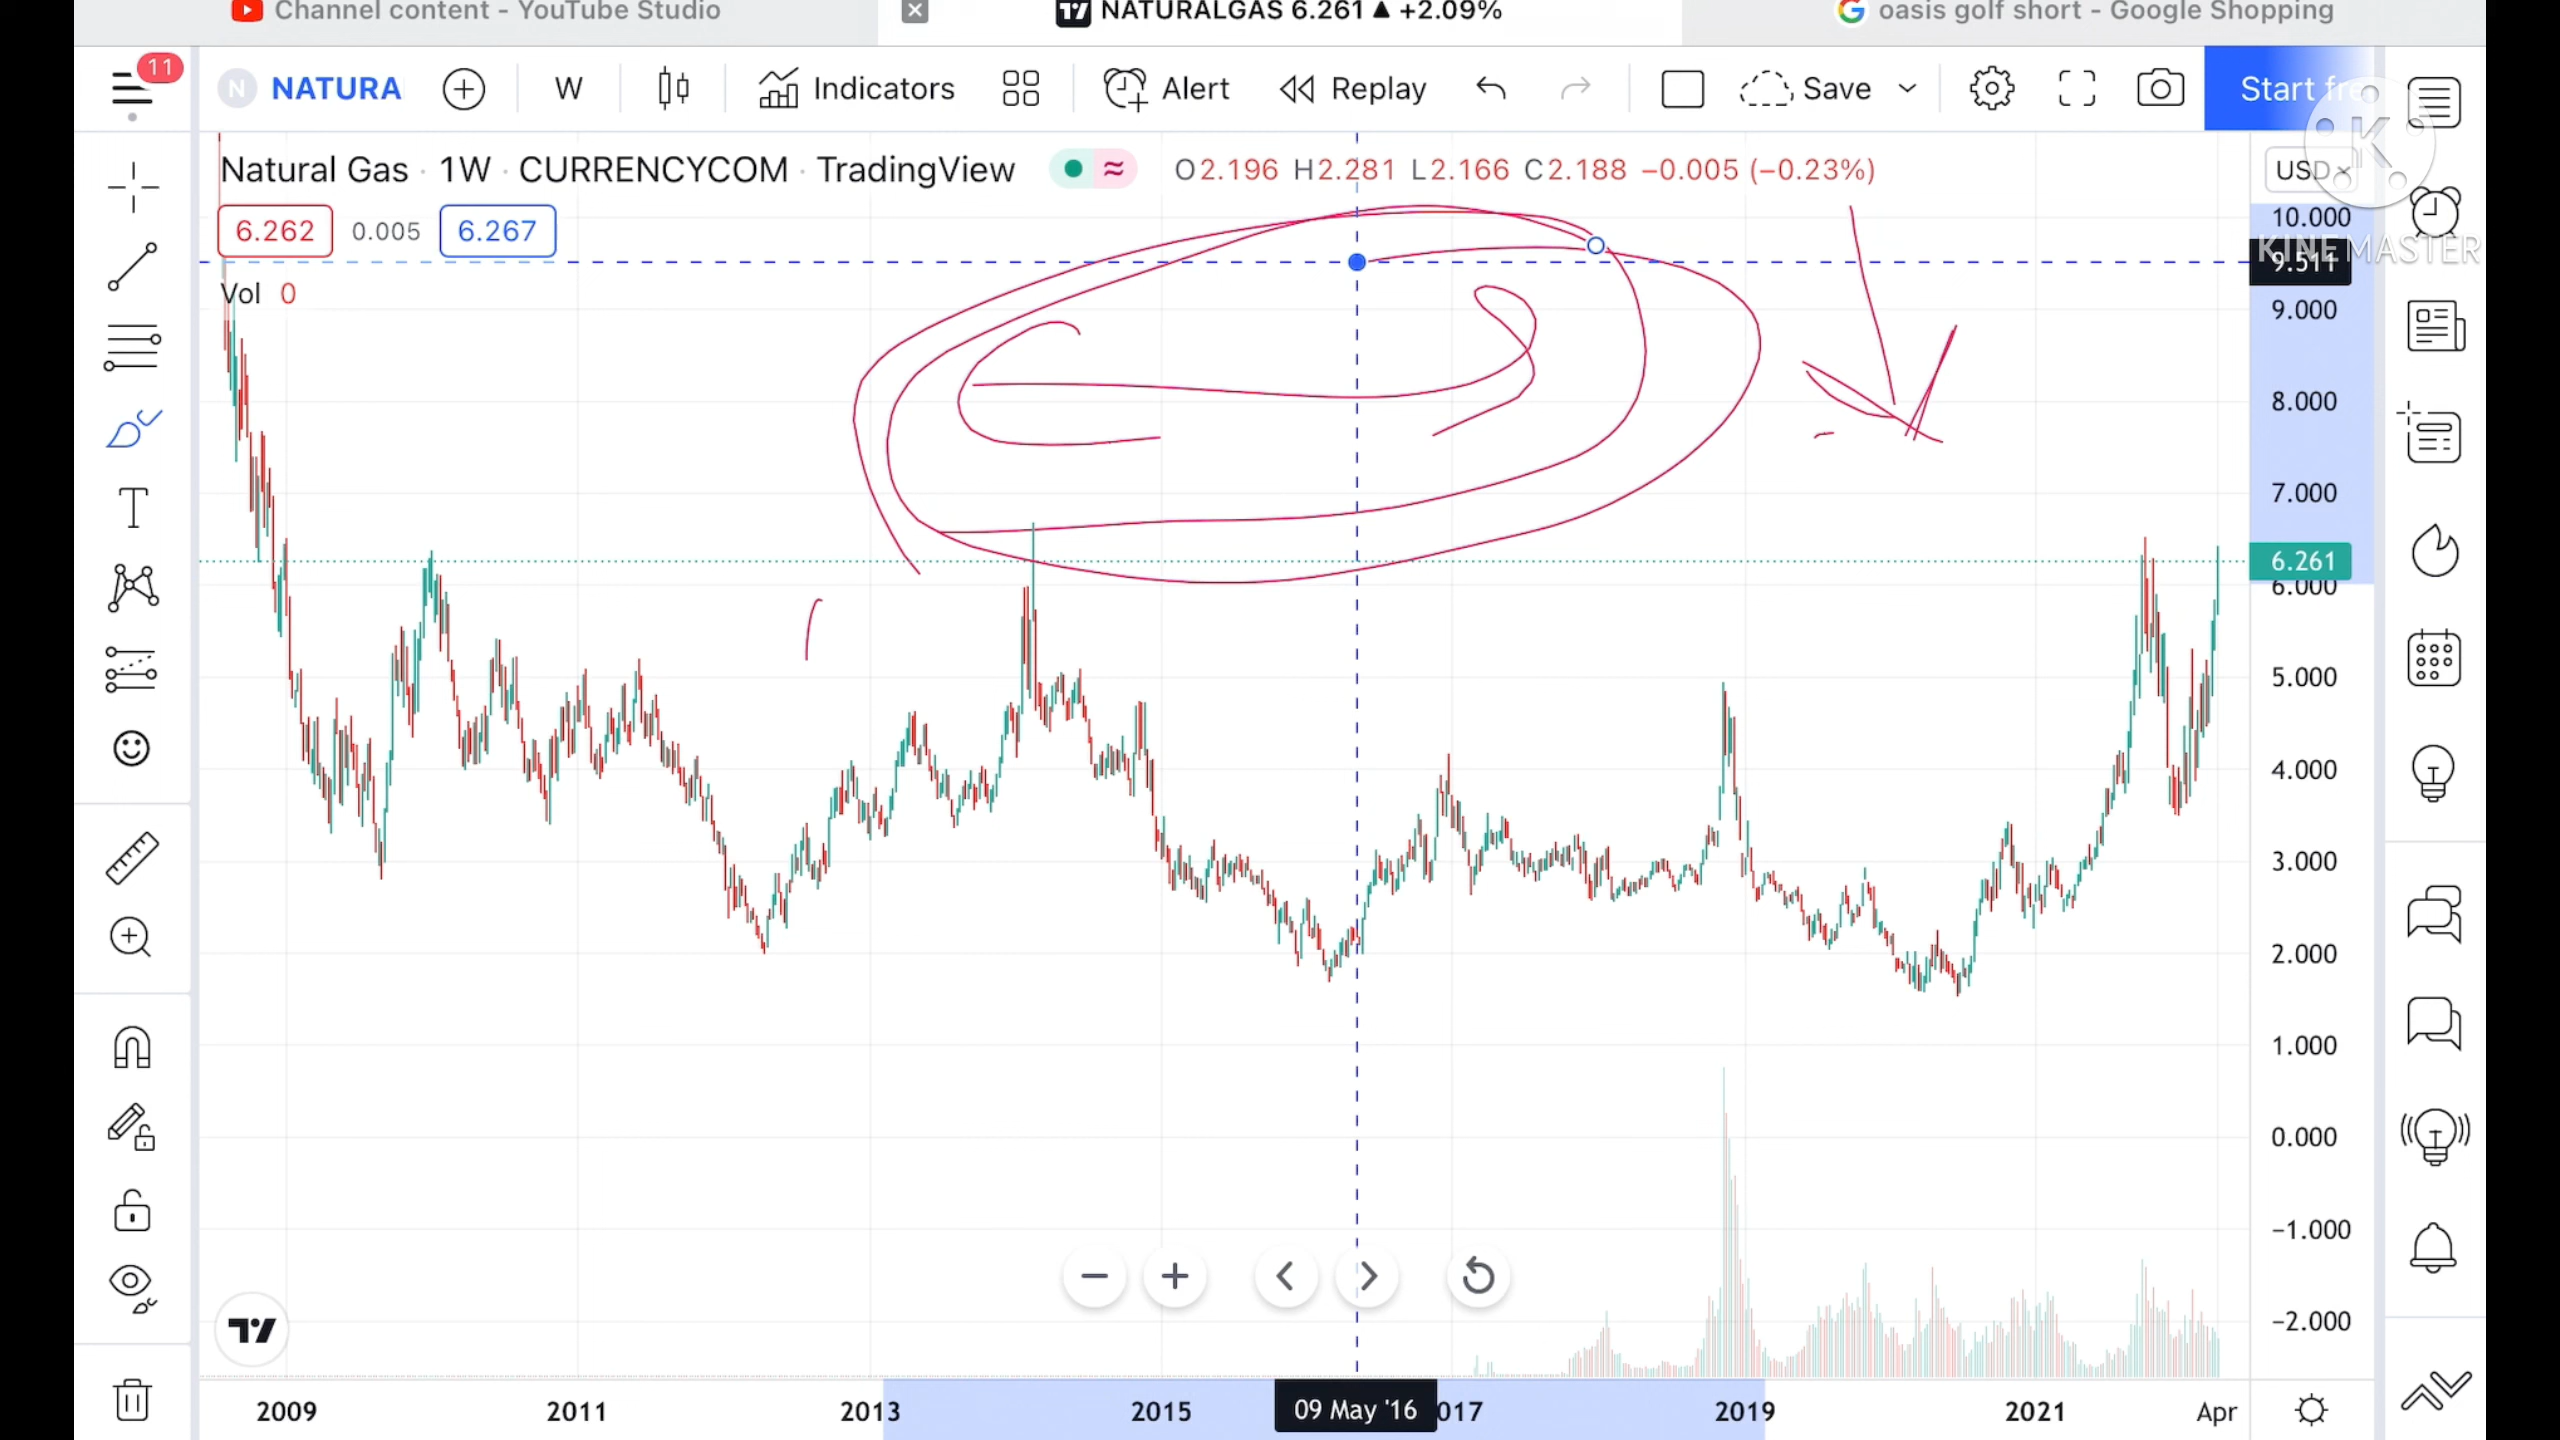 Channel content - YouTube Studio
NATURALGAS 6.261 ▲ +2.09%
oasis golf short - Google Shopping
11
N NATURA
W
Indicators
Alert
Replay
Save
Start fre
K
KINEMASTER
Natural Gas · 1W · CURRENCYCOM · TradingView
O2.196 H2.281 L2.166 C2.188 −0.005 (−0.23%)
USD
6.262 0.005 6.267
Vol 0
10.000
9.511
9.000
8.000
7.000
6.261
6.000
5.000
4.000
3.000
2.000
1.000
0.000
−1.000
−2.000
T
2009 2011 2013 2015 09 May '16 017 2019 2021 Apr